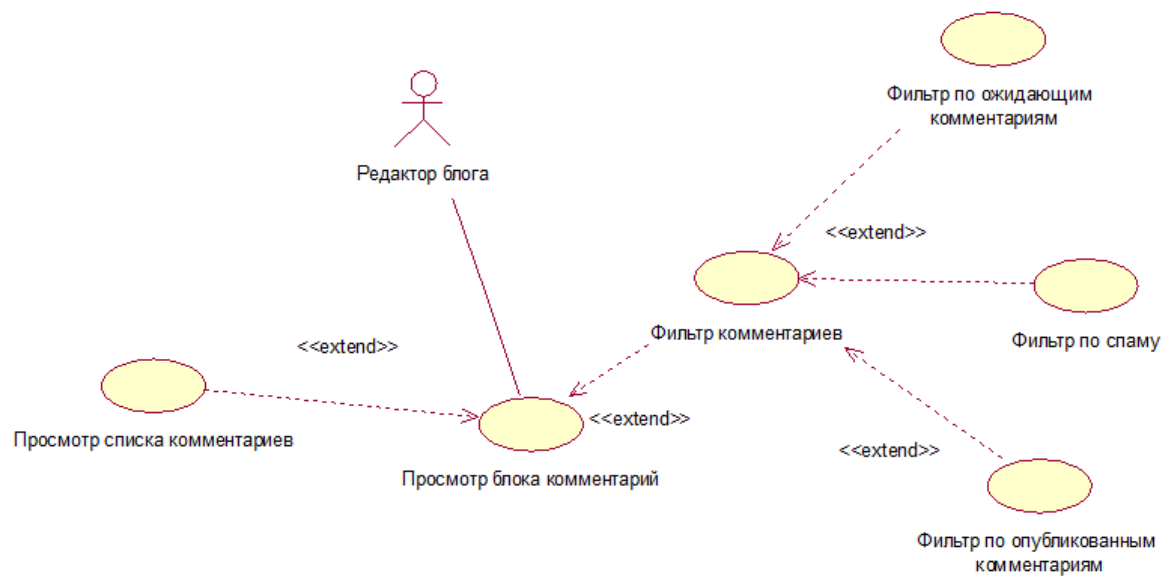 Фильтр по ожидающим
комментариям
Редактор блога
<<extend>>
Фильтр комментариев
Фильтр по спаму
<<extend>>
<<extend>>
Просмотр списка комментариев
<<extend>>
Просмотр блока комментарий
Фильтр по опубликованным
комментариям